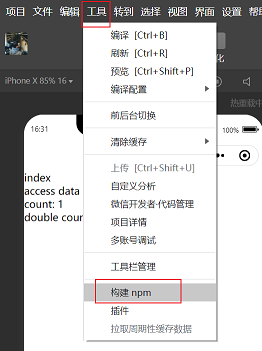 项目 文件 编辑 工具 转到 选择 视图 界面 设置 帮
编译 [Ctrl+B]
刷新 [Ctrl+R]
预览 [Ctrl+Shift+P]
编译配置
前后台切换
清除缓存
上传 [Ctrl+Shift+U]
自定义分析
微信开发者·代码管理
项目详情
多账号调试
工具栏管理
构建 npm
插件
拉取周期性缓存数据
iPhone X 85% 16
化
热重载
16:31
100%
index
access data
count: 1
double coun